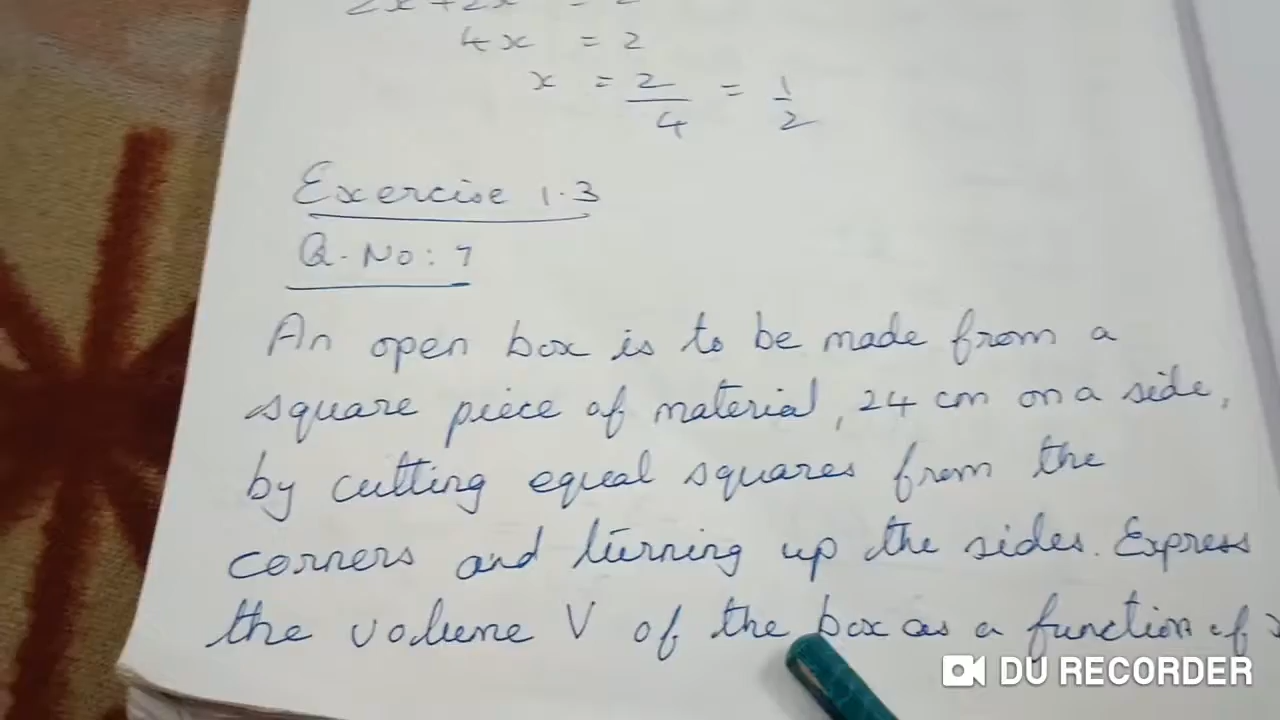 4x = 2
x = 2/4 = 1/2
Exercise 1.3
Q. No: 7
An open box is to be made from a
square piece of material, 24 cm on a side,
by cutting equal squares from the
corners and turning up the sides. Express
the volume V of the box as a function of
DU RECORDER